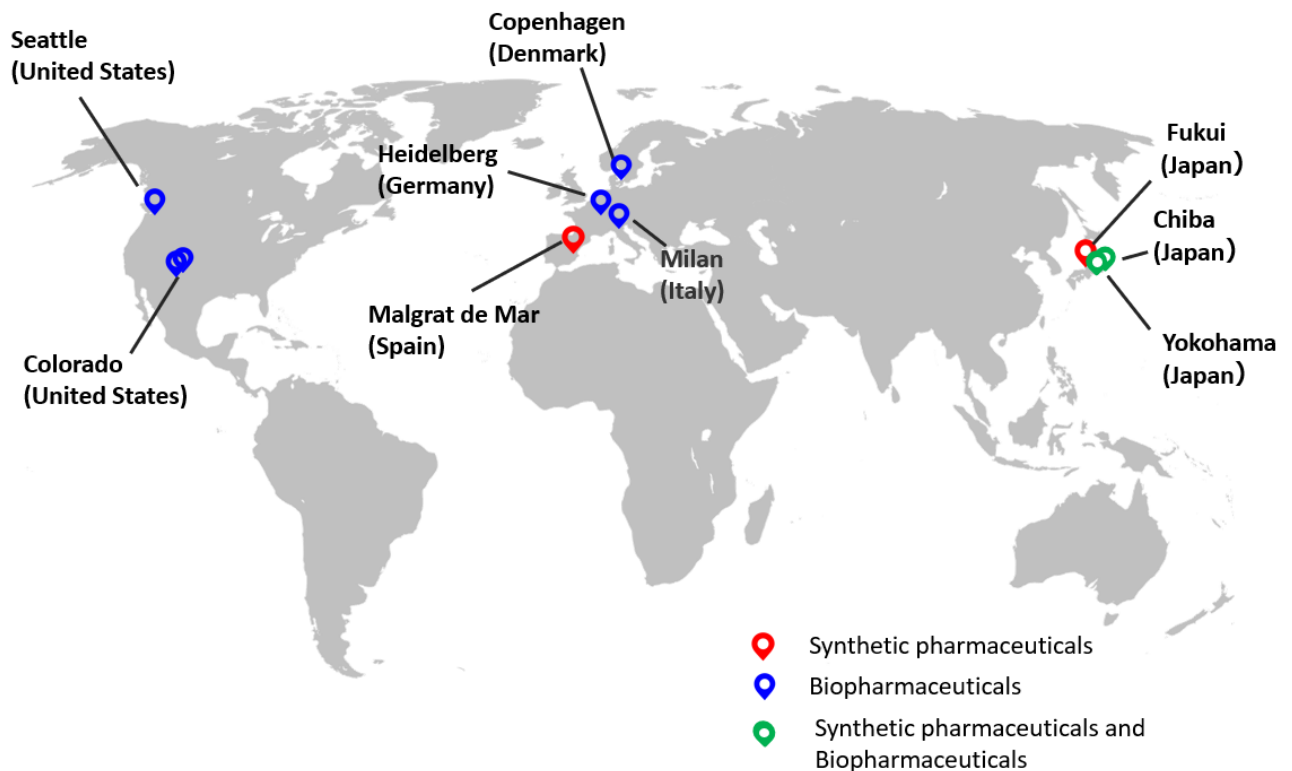 Copenhagen
(Denmark)
Seattle
(United States)
Heidelberg
(Germany)
Fukui
(Japan）
Chiba
(Japan)
Milan
(Italy)
Malgrat de Mar
(Spain)
Yokohama
(Japan）
Colorado
(United States)
Synthetic pharmaceuticals
Biopharmaceuticals
Synthetic pharmaceuticals and
Biopharmaceuticals